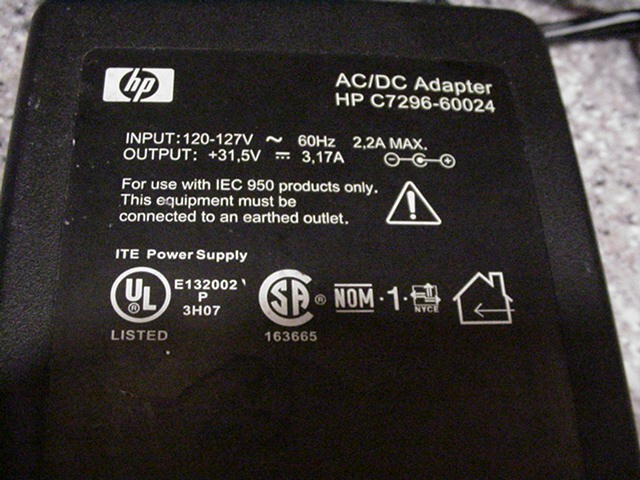 hp
AC/DC Adapter
HP C7296-60024
INPUT:120-127V ~ 60Hz 2,2A MAX.
OUTPUT: +31,5V ⎓ 3,17A
For use with IEC 950 products only.
This equipment must be
connected to an earthed outlet.
ITE Power Supply
UL ® E132002
P
3H07
LISTED
SA ®
163665
NOM·1·NYCE